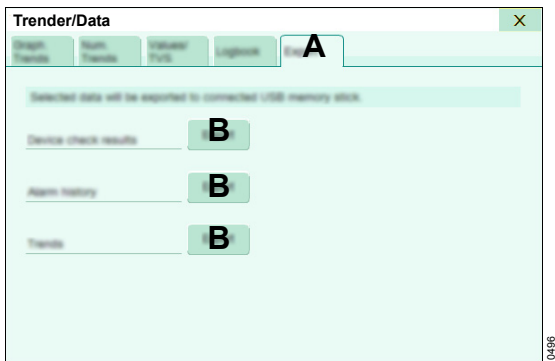 Trender/Data
X
Graph. Num. Values/ Logbook A
Trends Trends TVS
Selected data will be exported to connected USB memory stick.
Device check results B
Alarm history B
Trends B
0496